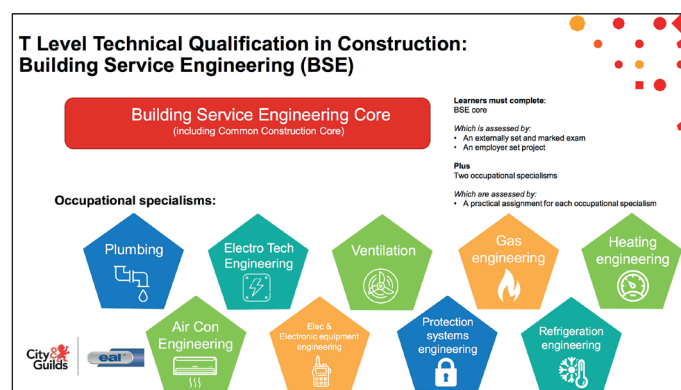 T Level Technical Qualification in Construction:
Building Service Engineering (BSE)
Building Service Engineering Core
(including Common Construction Core)
Learners must complete:
BSE core
Which is assessed by:
• An externally set and marked exam
• An employer set project
Plus
Two occupational specialisms
Which are assessed by:
• A practical assignment for each occupational specialism
Occupational specialisms:
Plumbing
Electro Tech
Engineering
Ventilation
Gas
engineering
Heating
engineering
Air Con
Engineering
Elec &
Electronic equipment
engineering
Protection
systems
engineering
Refrigeration
engineering
City&
Guilds
eal